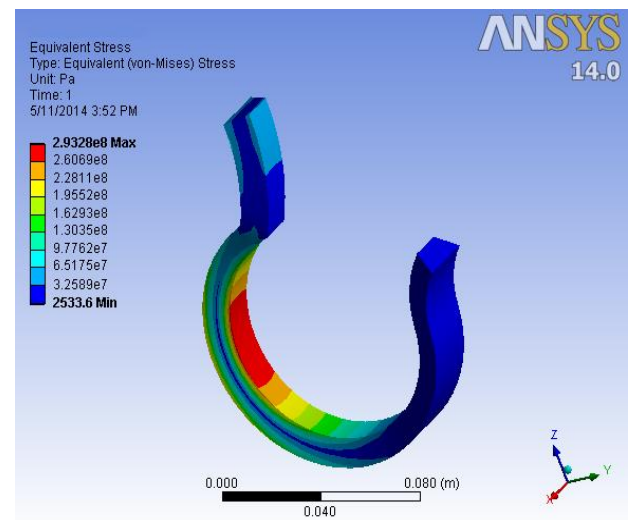 ANSYS
14.0
Equivalent Stress
Type: Equivalent (von-Mises) Stress
Unit: Pa
Time: 1
5/11/2014 3:52 PM
2.9328e8 Max
2.6069e8
2.2811e8
1.9552e8
1.6293e8
1.3035e8
9.7762e7
6.5175e7
3.2589e7
2533.6 Min
0.000
0.080 (m)
0.040
Z
Y
X